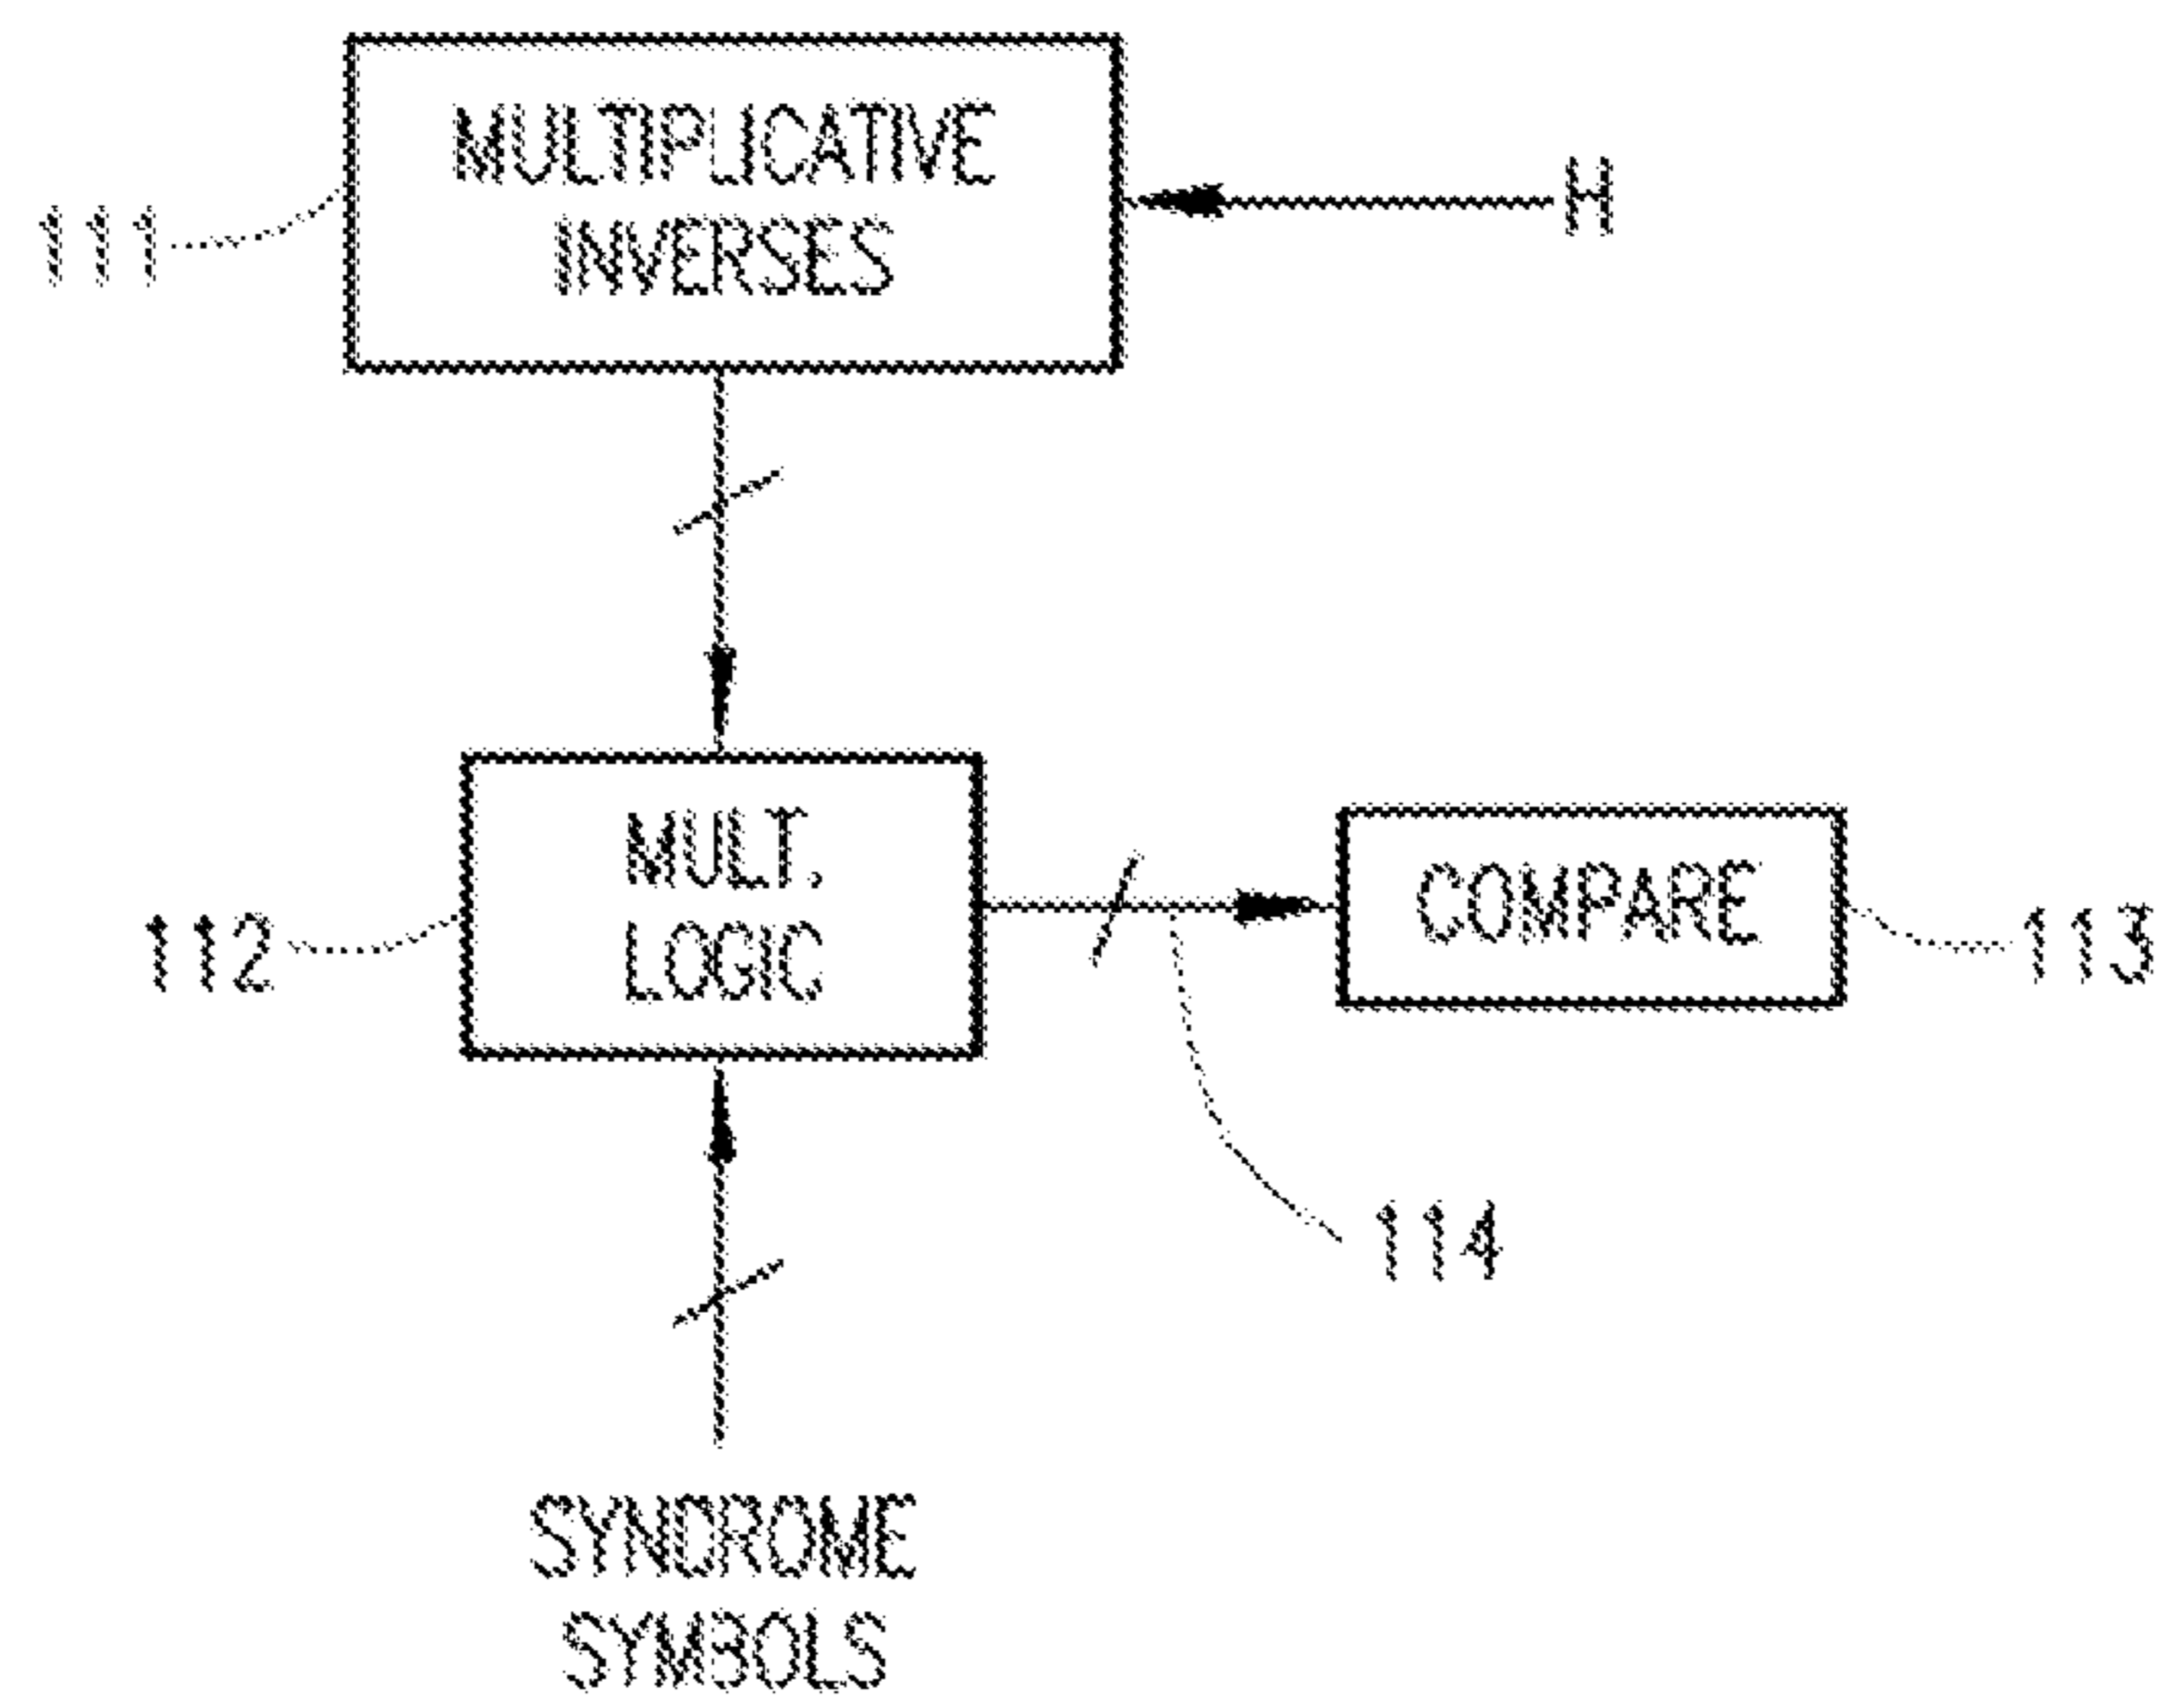 MULTIPLICATIVE
INVERSES
H
111
MULT.
LOGIC
COMPARE
112
113
114
SYNDROME
SYMBOLS